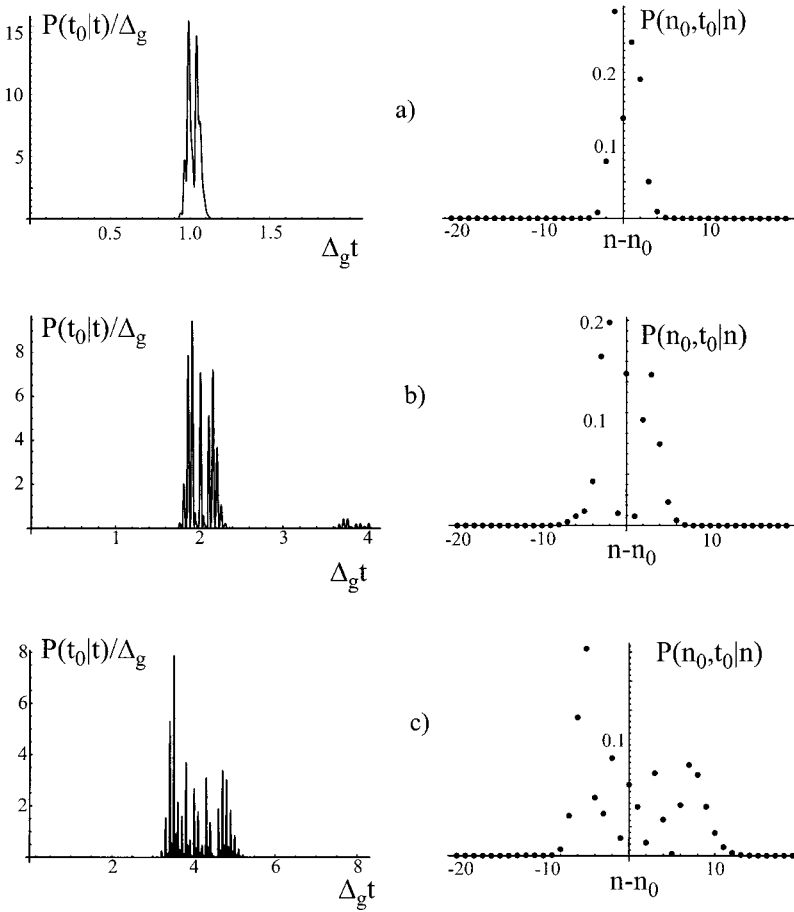 P(t₀|t)/Δg
15
10
5
0.5 1.0 1.5
Δgt
a)
P(n₀,t₀|n)
0.2
0.1
-20 -10 10
n-n₀
P(t₀|t)/Δg
8
6
4
2
1 2 3 4
Δgt
b)
0.2
P(n₀,t₀|n)
0.1
-20 -10 10
n-n₀
8
P(t₀|t)/Δg
6
4
2
2 4 6 8
Δgt
c)
P(n₀,t₀|n)
0.1
-20 -10 10
n-n₀